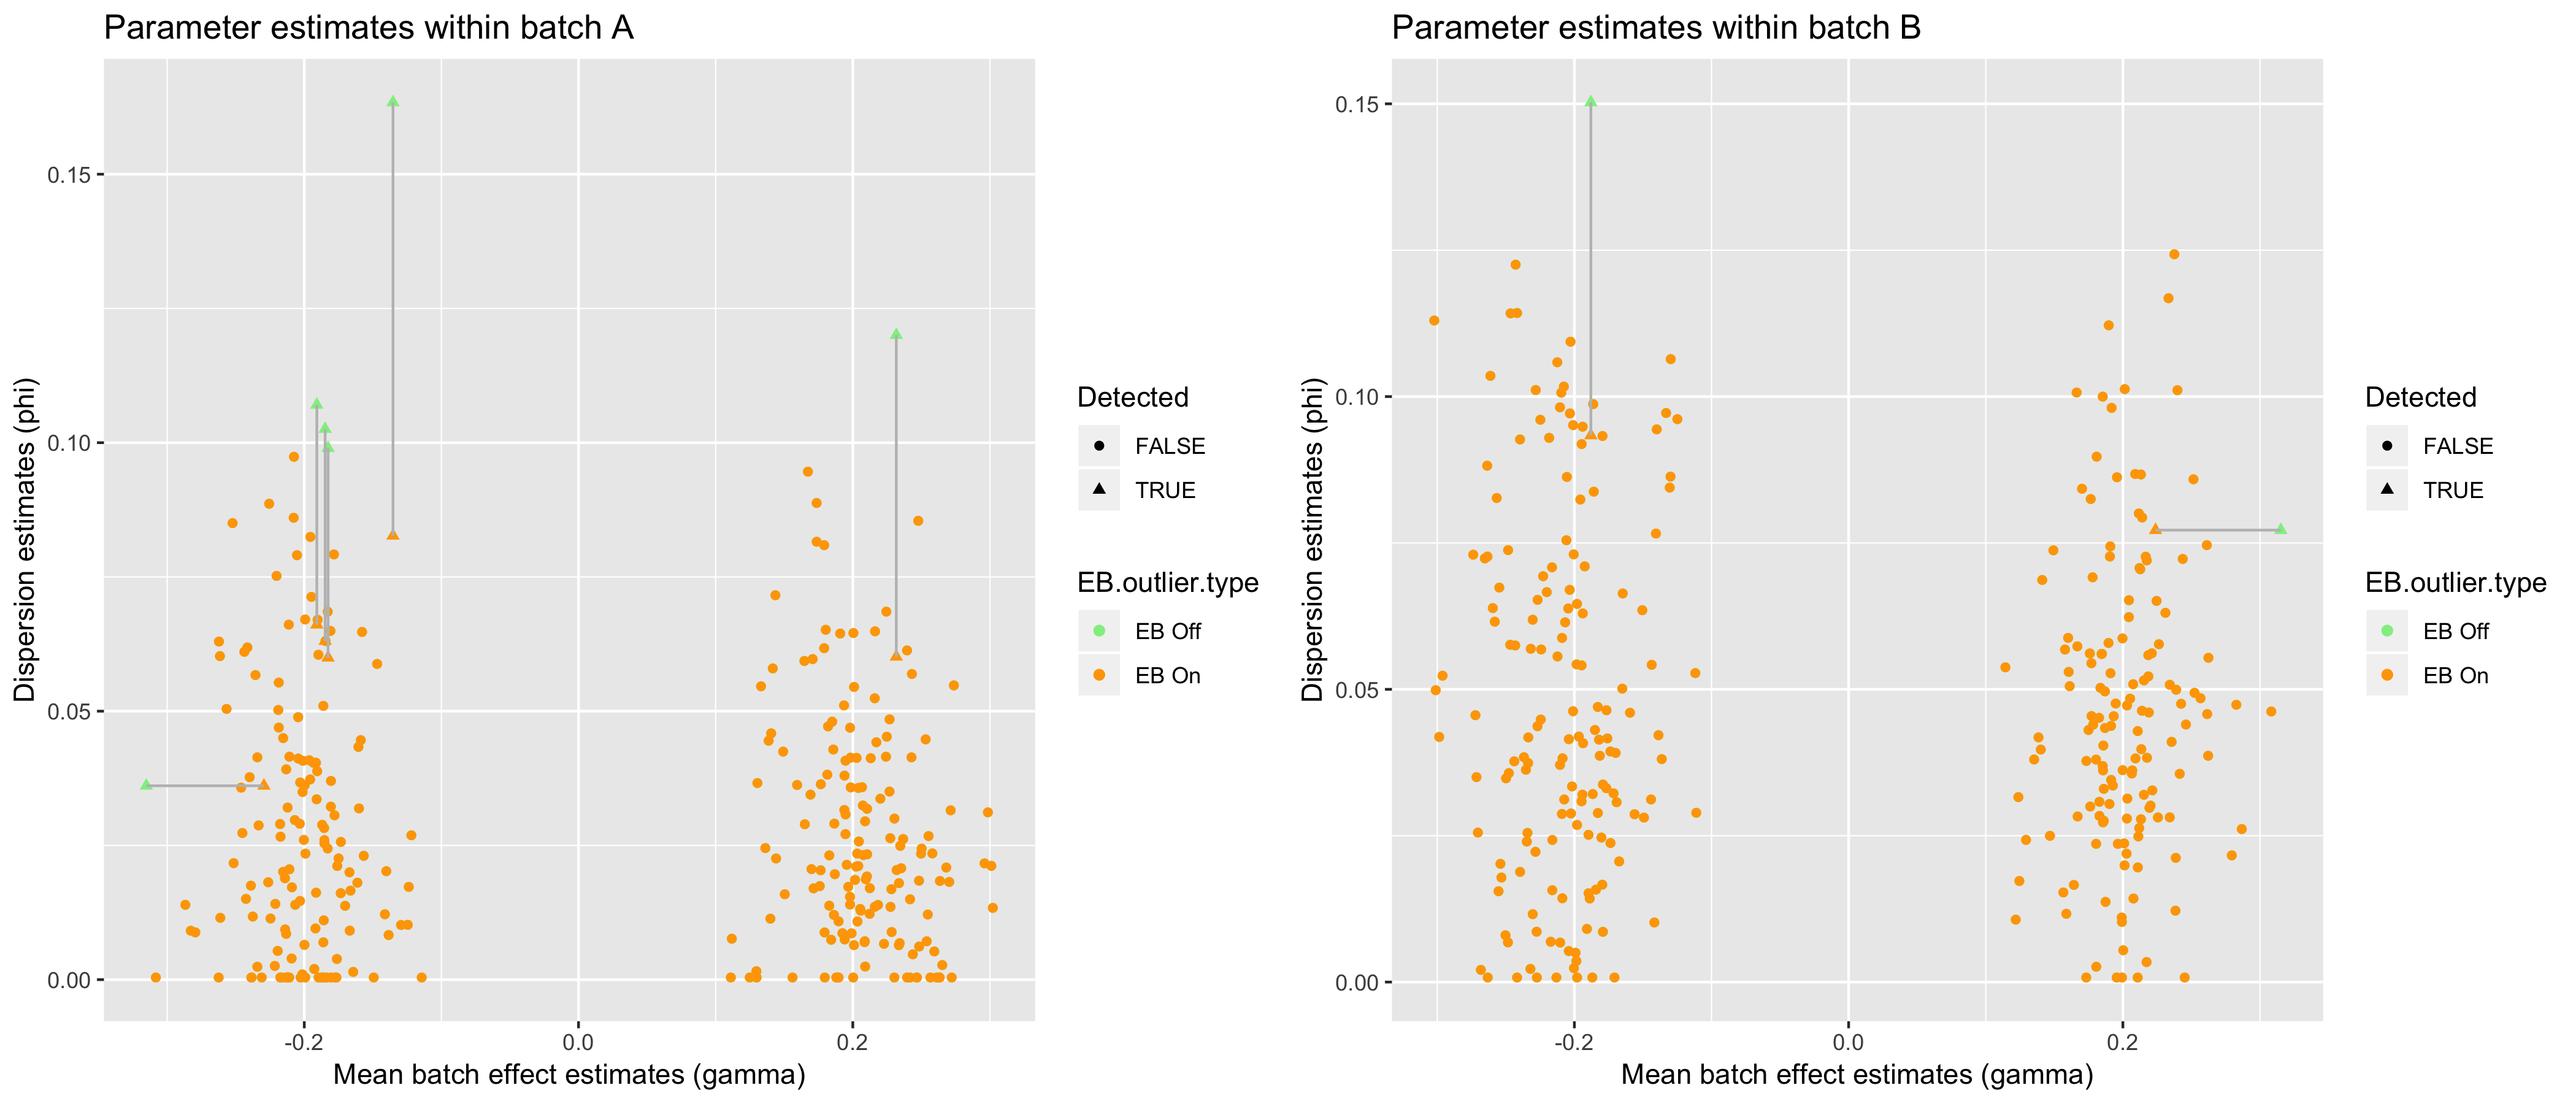 Parameter estimates within batch A
Dispersion estimates (phi)
0.15
0.10
0.05
0.00
-0.2
0.0
0.2
Mean batch effect estimates (gamma)
Detected
FALSE
TRUE
EB.outlier.type
EB Off
EB On
Parameter estimates within batch B
Dispersion estimates (phi)
0.15
0.10
0.05
0.00
-0.2
0.0
0.2
Mean batch effect estimates (gamma)
Detected
FALSE
TRUE
EB.outlier.type
EB Off
EB On